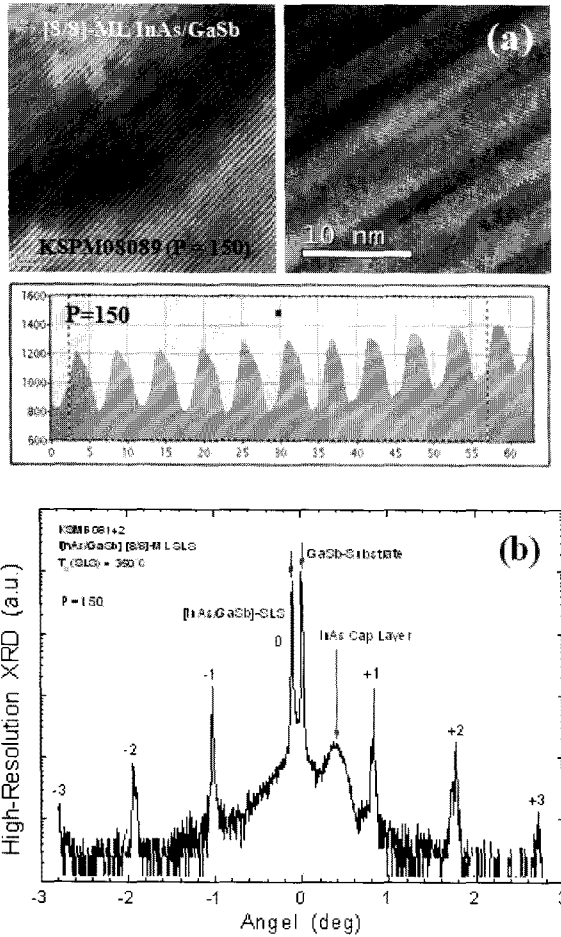 [8/8]-ML InAs/GaSb
(a)
KSPM08089 (P = 150)
10 nm
P=150
1600
1400
1200
1000
800
600
0 5 10 15 20 25 30 35 40 45 50 55 60
(b)
[InAs/GaSb] [8/8]-ML SLS
P=150
GaSb-Substrate
[InAs/GaSb]-SLS
0
InAs Cap Layer
-1
+1
-2
+2
-3
+3
High-Resolution XRD (a.u.)
-3 -2 -1 0 1 2 3
Angel (deg)